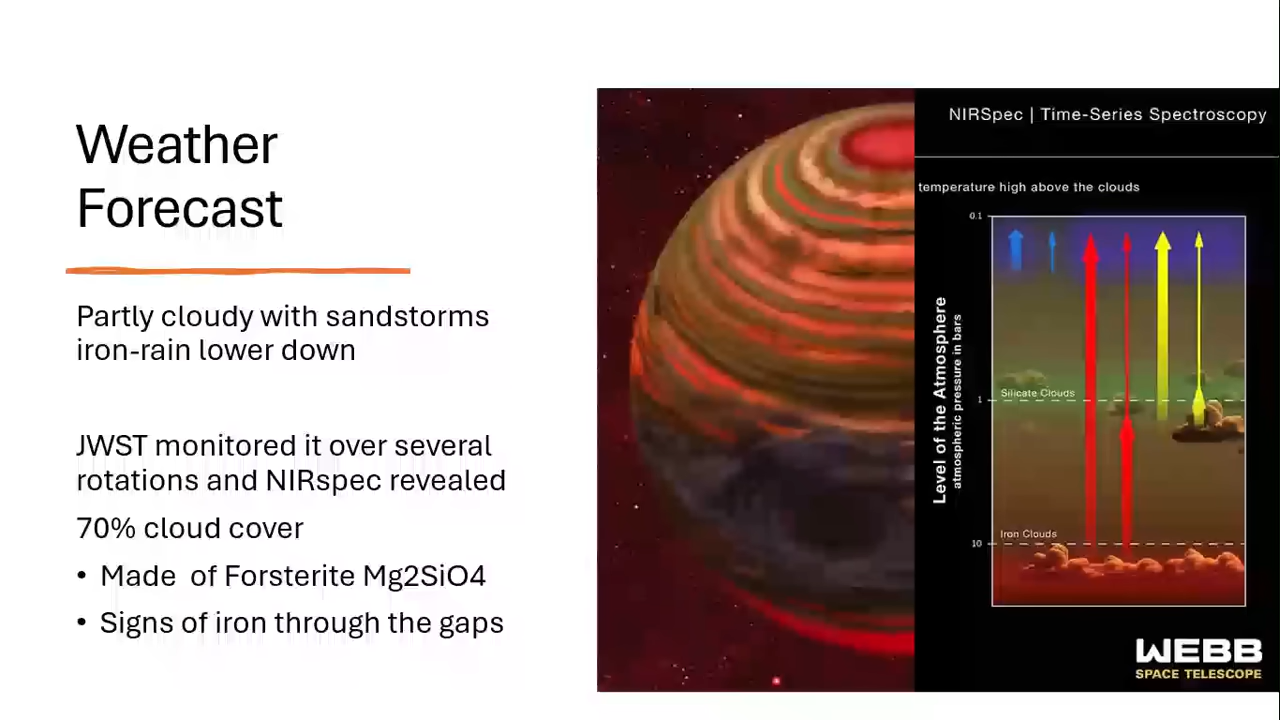 Weather
Forecast
Partly cloudy with sandstorms
iron-rain lower down
JWST monitored it over several
rotations and NIRspec revealed
70% cloud cover
• Made  of Forsterite Mg2SiO4
• Signs of iron through the gaps
NIRSpec | Time-Series Spectroscopy
temperature high above the clouds
Level of the Atmosphere
atmospheric pressure in bars
0.1
1
Silicate Clouds
10
Iron Clouds
WEBB
SPACE TELESCOPE